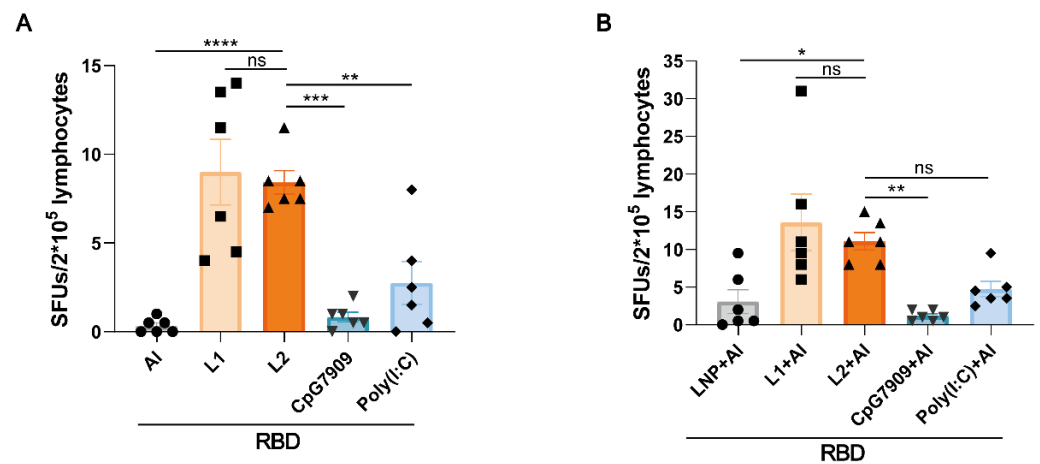 A
SFUs/2*10⁵ lymphocytes
15
10
5
0
****
ns
**
***
Al
L1
L2
CpG7909
Poly(I:C)
RBD
B
SFUs/2*10⁵ lymphocytes
35
30
25
20
15
10
5
0
*
ns
ns
**
LNP+Al
L1+Al
L2+Al
CpG7909+Al
Poly(I:C)+Al
RBD